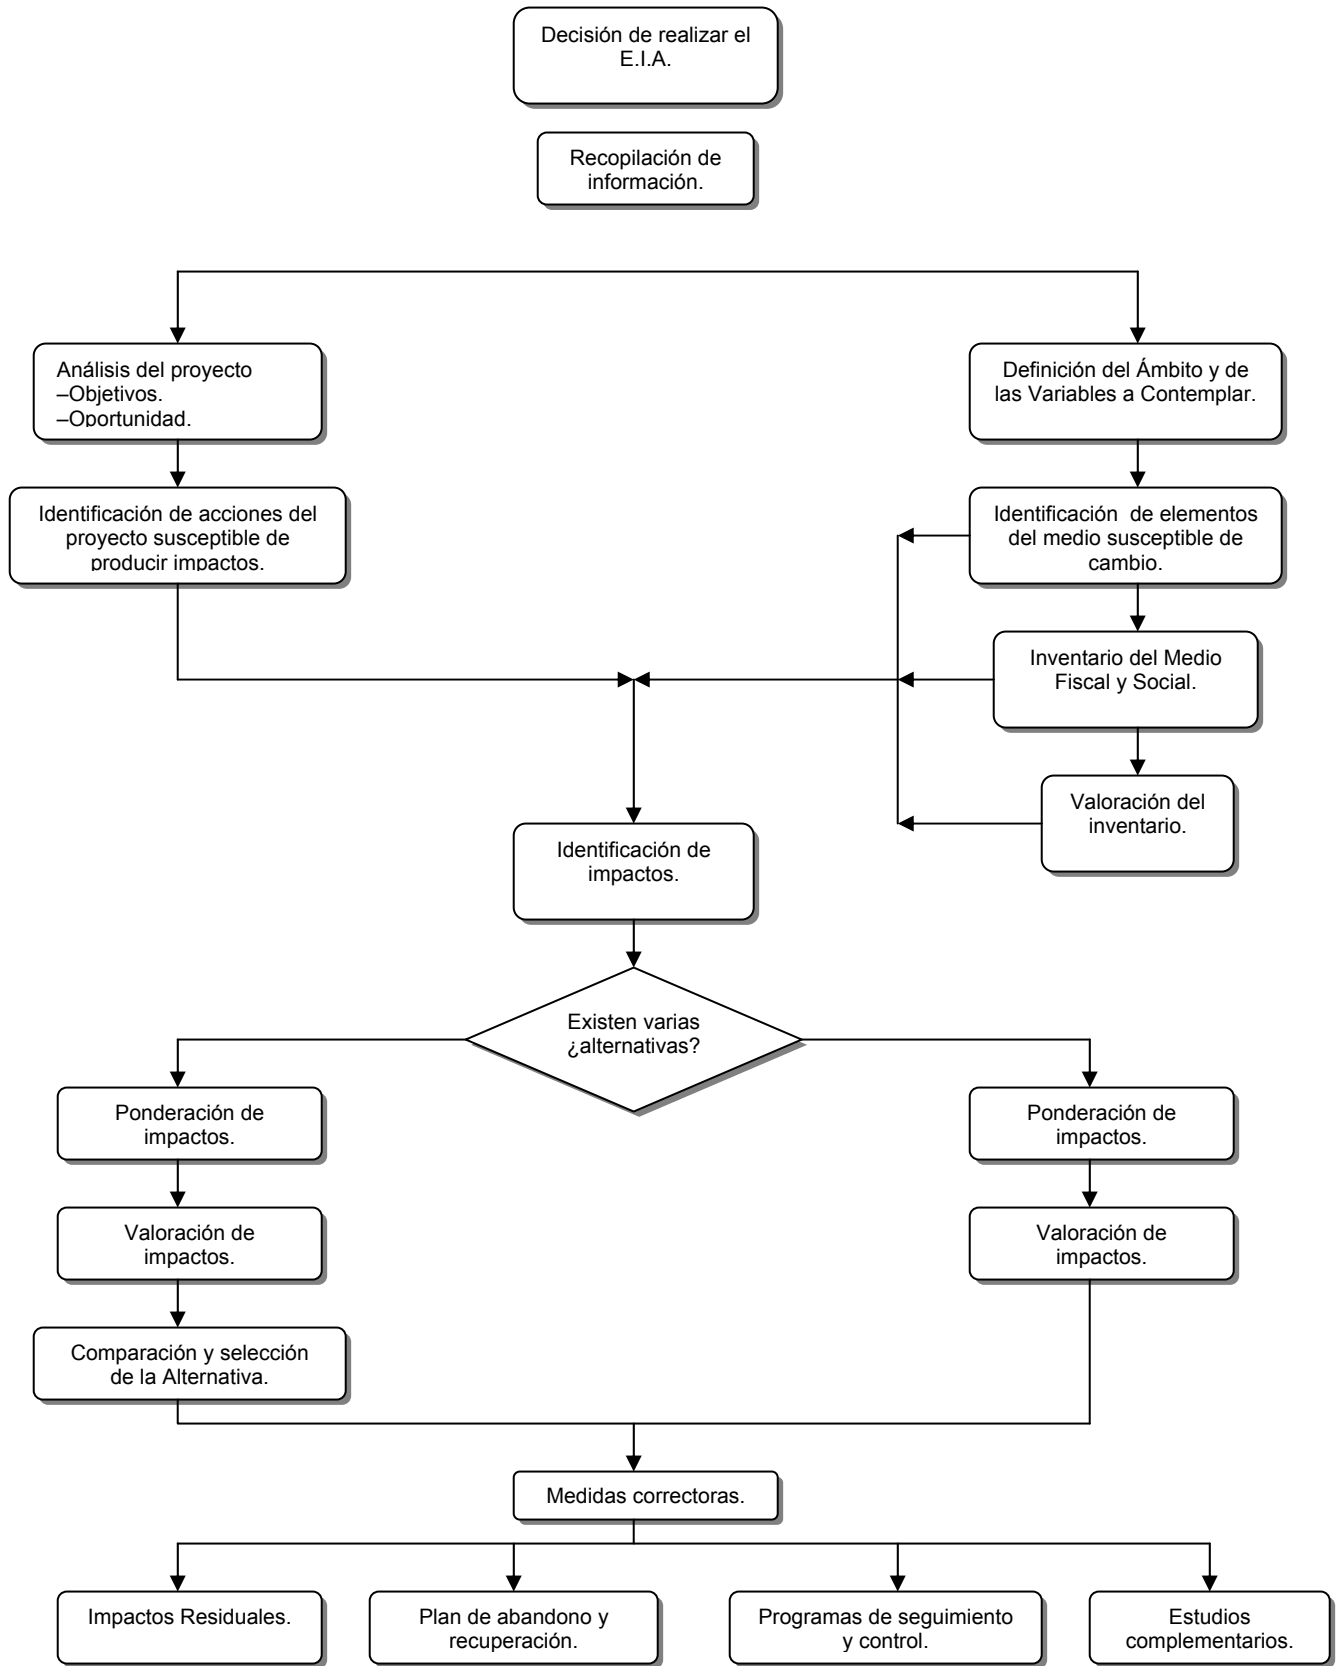 Decisión de realizar el
E.I.A.
Recopilación de
información.
Análisis del proyecto
–Objetivos.
–Oportunidad.
Definición del Ámbito y de
las Variables a Contemplar.
Identificación de acciones del
proyecto susceptible de
producir impactos.
Identificación de elementos
del medio susceptible de
cambio.
Inventario del Medio
Fiscal y Social.
Valoración del
inventario.
Identificación de
impactos.
Existen varias
¿alternativas?
Ponderación de
impactos.
Ponderación de
impactos.
Valoración de
impactos.
Valoración de
impactos.
Comparación y selección
de la Alternativa.
Medidas correctoras.
Impactos Residuales.
Plan de abandono y
recuperación.
Programas de seguimiento
y control.
Estudios
complementarios.